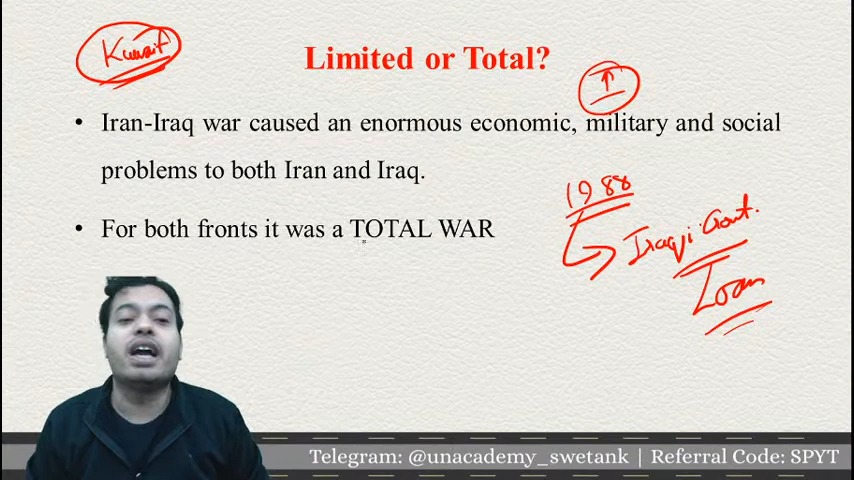 Kuwait
Limited or Total?
• Iran-Iraq war caused an enormous economic, military and social
problems to both Iran and Iraq.
1988
• For both fronts it was a TOTAL WAR
Iraqi Govt.
Loan
Telegram: @unacademy_swetank | Referral Code: SPYT